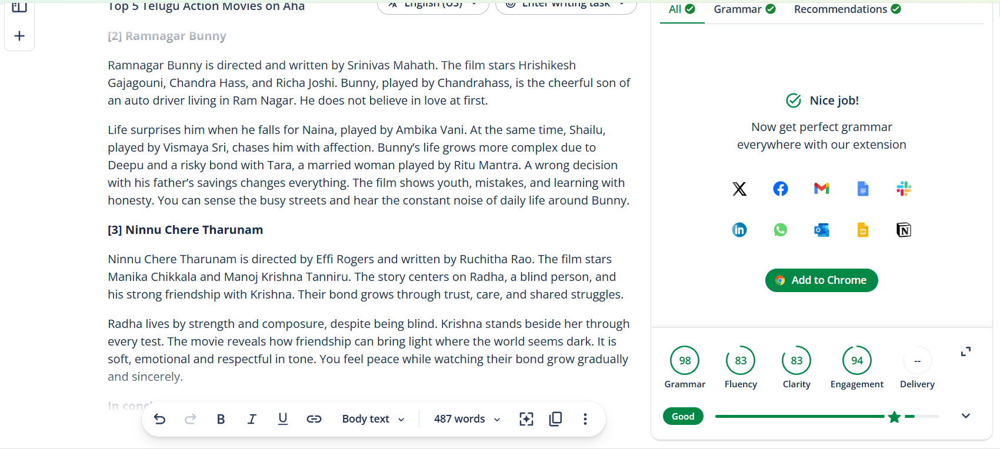 Top 5 Telugu Action Movies on Aha
English (US)
Enter writing task
[2] Ramnagar Bunny
Ramnagar Bunny is directed and written by Srinivas Mahath. The film stars Hrishikesh
Gajagouni, Chandra Hass, and Richa Joshi. Bunny, played by Chandrahass, is the cheerful son of
an auto driver living in Ram Nagar. He does not believe in love at first.
Life surprises him when he falls for Naina, played by Ambika Vani. At the same time, Shailu,
played by Vismaya Sri, chases him with affection. Bunny’s life grows more complex due to
Deepu and a risky bond with Tara, a married woman played by Ritu Mantra. A wrong decision
with his father’s savings changes everything. The film shows youth, mistakes, and learning with
honesty. You can sense the busy streets and hear the constant noise of daily life around Bunny.
[3] Ninnu Chere Tharunam
Ninnu Chere Tharunam is directed by Effi Rogers and written by Ruchitha Rao. The film stars
Manika Chikkala and Manoj Krishna Tanniru. The story centers on Radha, a blind person, and
his strong friendship with Krishna. Their bond grows through trust, care, and shared struggles.
Radha lives by strength and composure, despite being blind. Krishna stands beside her through
every test. The movie reveals how friendship can bring light where the world seems dark. It is
soft, emotional and respectful in tone. You feel peace while watching their bond grow gradually
and sincerely.
In conc
B I U Body text 487 words
All Grammar Recommendations
Nice job!
Now get perfect grammar
everywhere with our extension
Add to Chrome
98 83 83 94 --
Grammar Fluency Clarity Engagement Delivery
Good